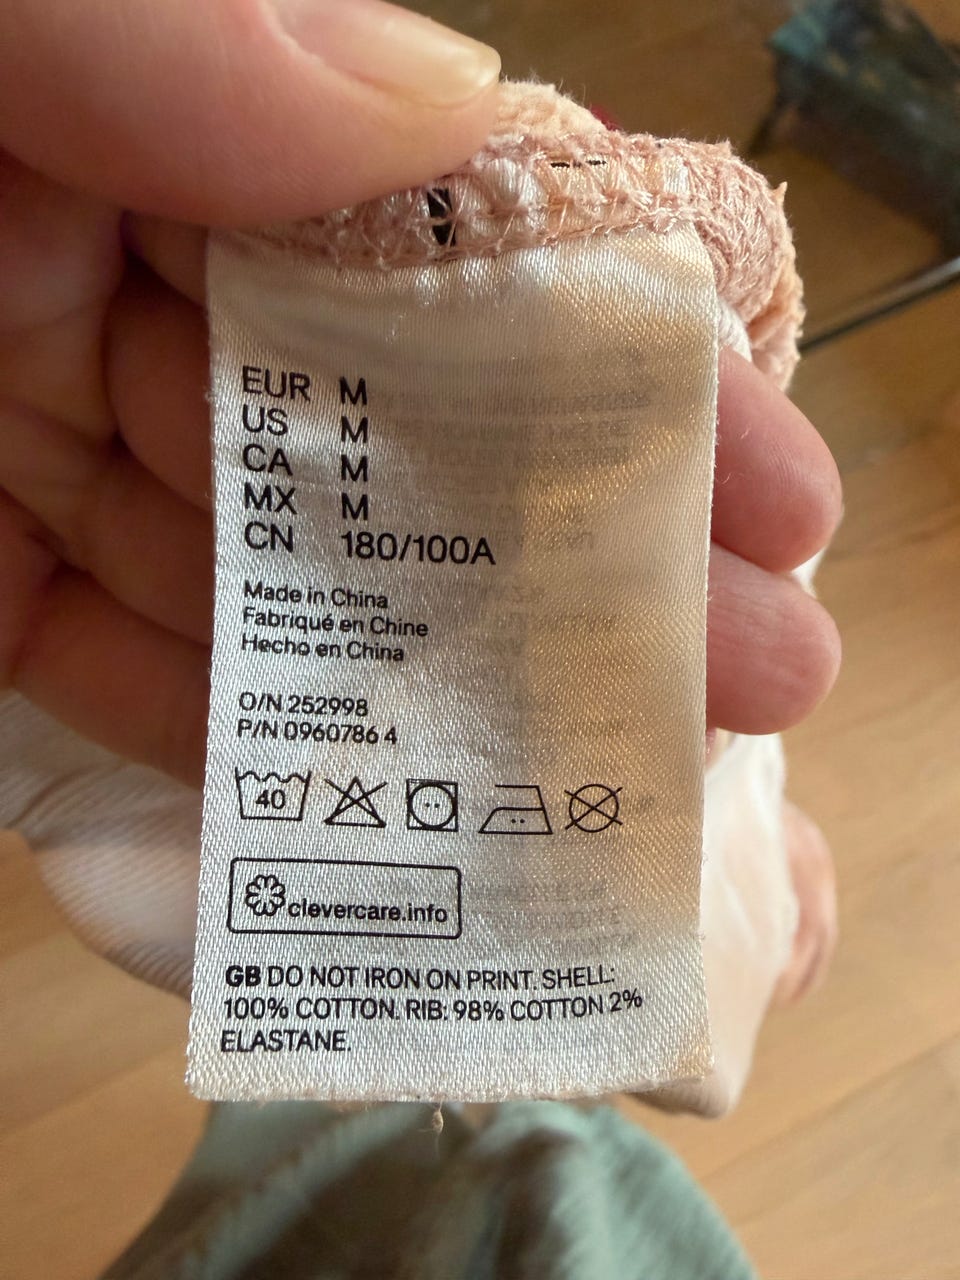 EUR M
US M
CA M
MX M
CN 180/100A
Made in China
Fabriqué en Chine
Hecho en China
O/N 252998
P/N 0960786 4
40
clevercare.info
GB DO NOT IRON ON PRINT. SHELL:
100% COTTON. RIB: 98% COTTON 2%
ELASTANE.